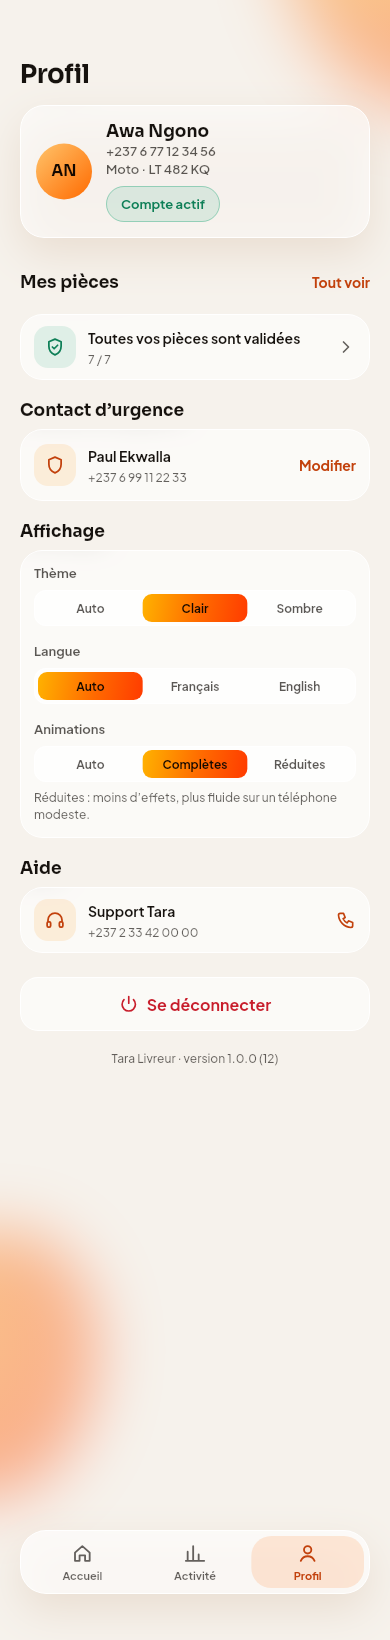 Profil
AN
Awa Ngono
+237 6 77 12 34 56
Moto · LT 482 KQ
Compte actif
Mes pièces
Tout voir
Toutes vos pièces sont validées
7 / 7
Contact d’urgence
Paul Ekwalla
+237 6 99 11 22 33
Modifier
Affichage
Thème
Auto Clair Sombre
Langue
Auto Français English
Animations
Auto Complètes Réduites
Réduites : moins d’effets, plus fluide sur un téléphone
modeste.
Aide
Support Tara
+237 2 33 42 00 00
Se déconnecter
Tara Livreur · version 1.0.0 (12)
Accueil Activité Profil